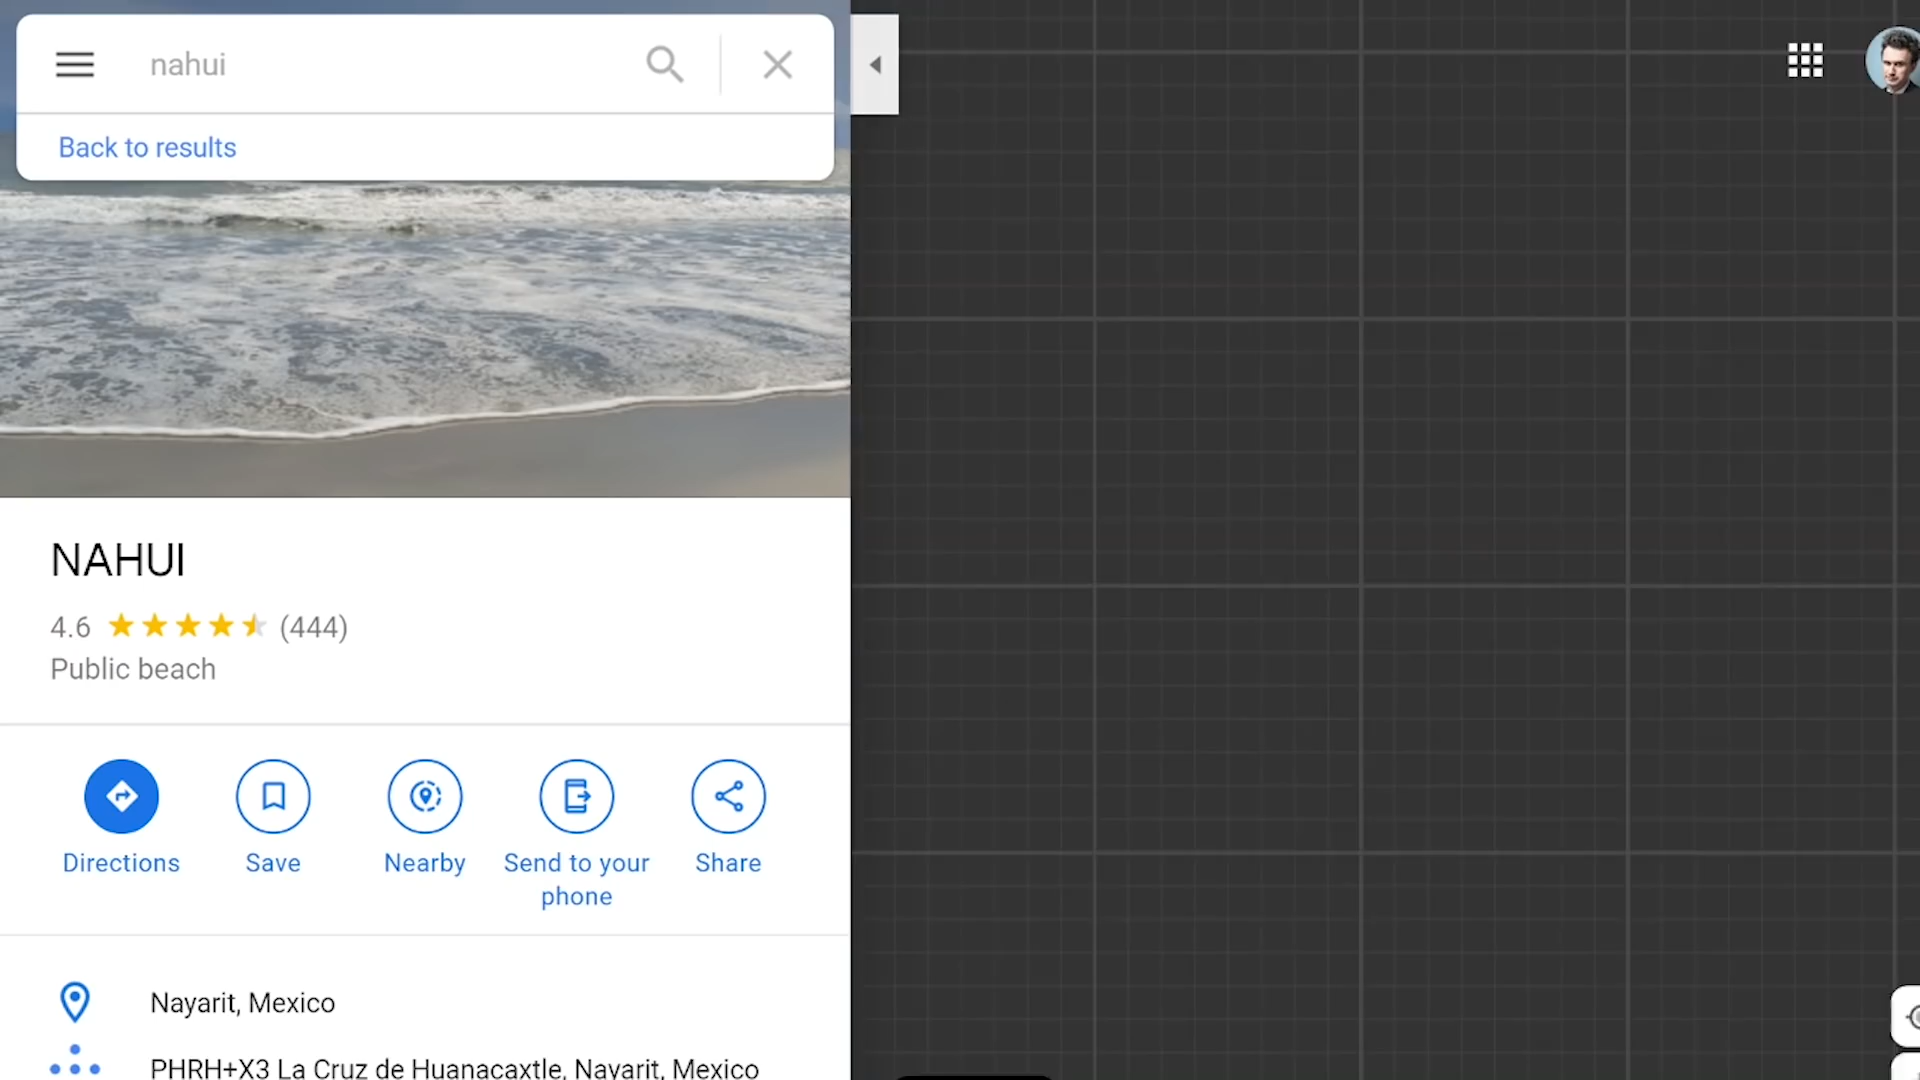 nahui
Back to results
NAHUI
4.6 (444)
Public beach
Directions
Save
Nearby
Send to your
phone
Share
Nayarit, Mexico
PHRH+X3 La Cruz de Huanacaxtle, Nayarit, Mexico